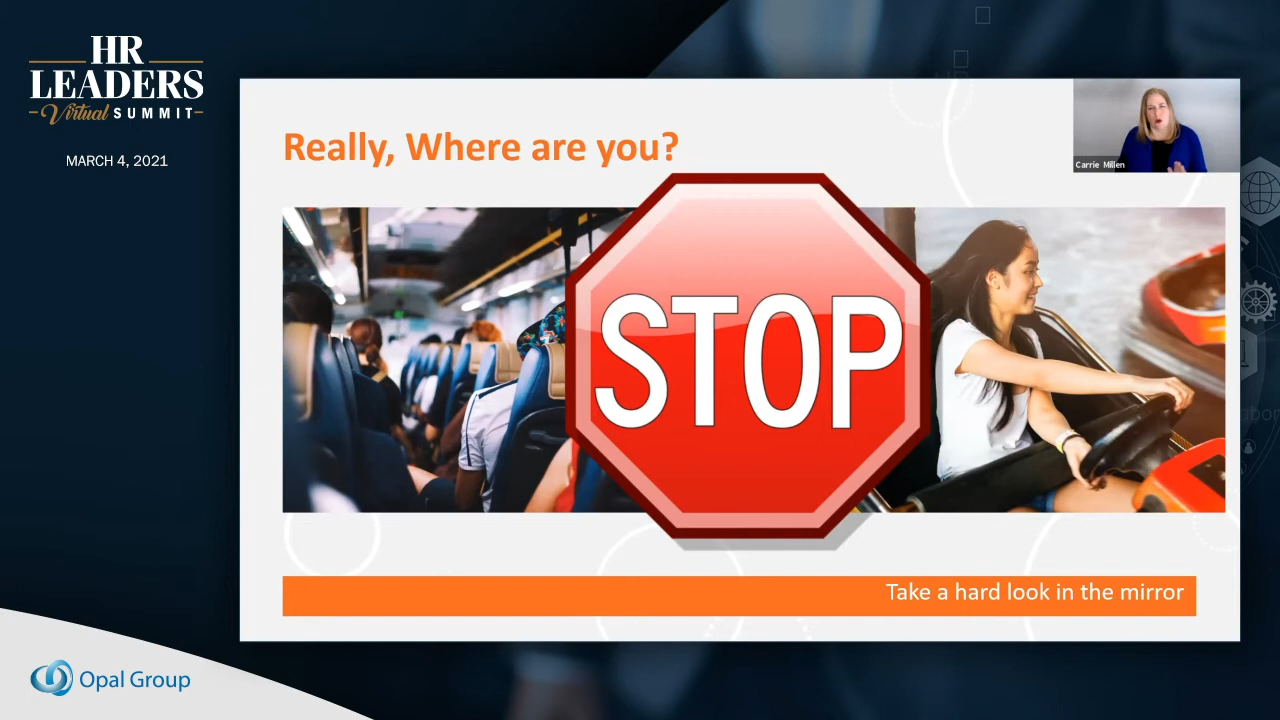 HR
LEADERS
Virtual SUMMIT
MARCH 4, 2021
Really, Where are you?
Carrie Millen
STOP
Take a hard look in the mirror
Opal Group